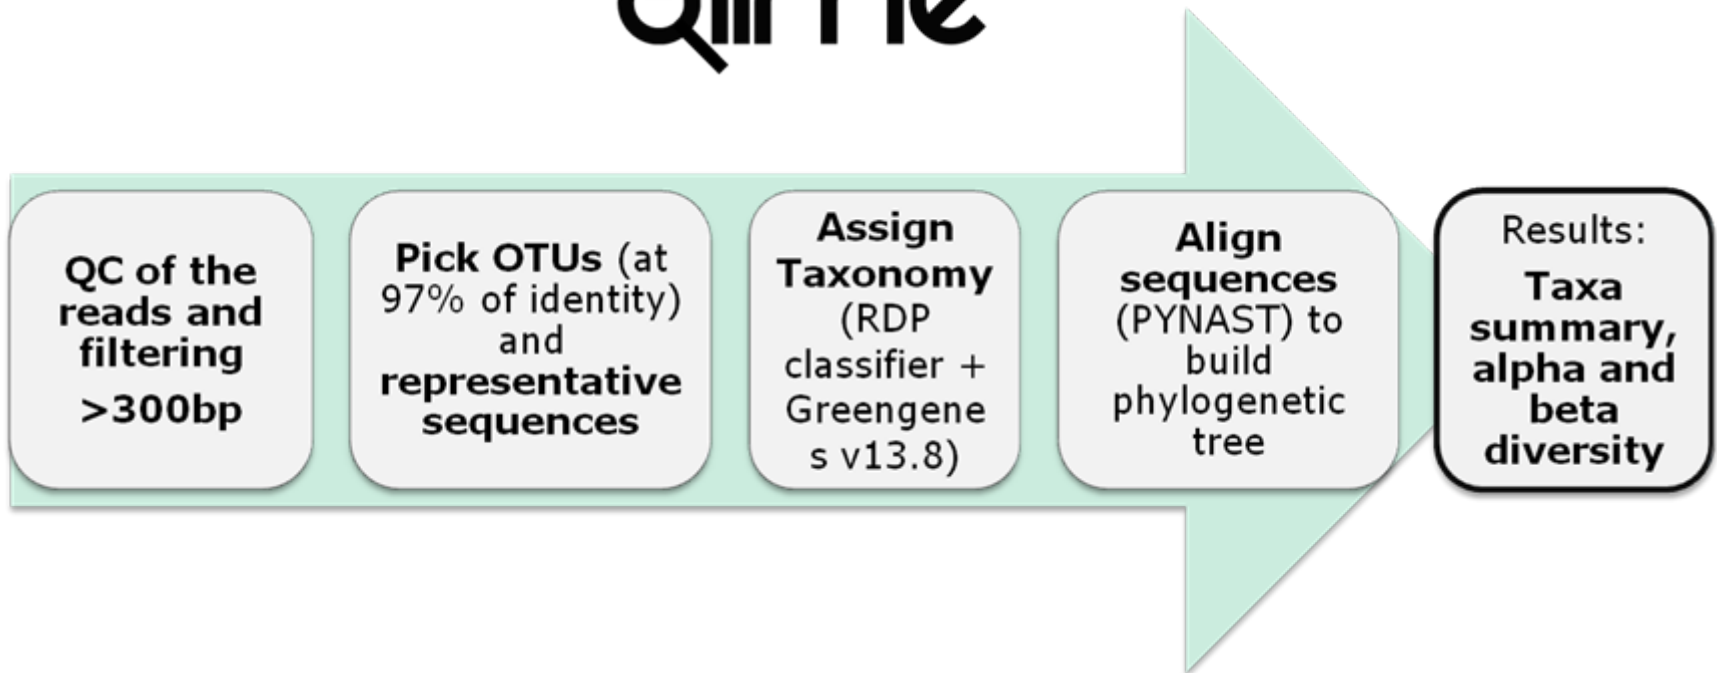 Qiime
QC of the
reads and
filtering
>300bp
Pick OTUs (at
97% of identity)
and
representative
sequences
Assign
Taxonomy
(RDP
classifier +
Greengene
s v13.8)
Align
sequences
(PYNAST) to
build
phylogenetic
tree
Results:
Taxa
summary,
alpha and
beta
diversity